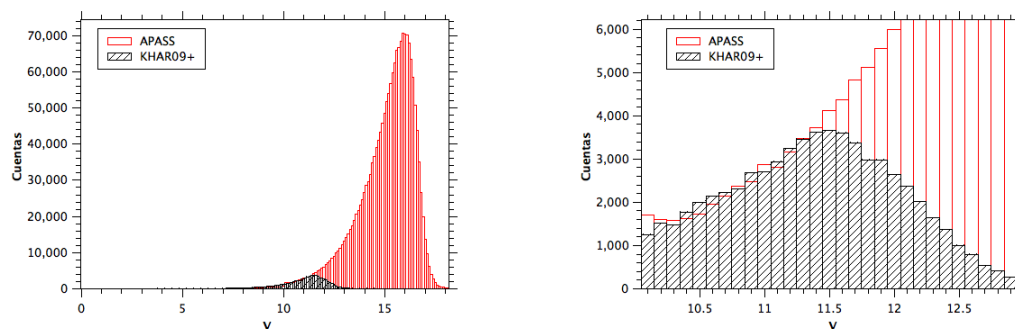 70,000
60,000
50,000
40,000
30,000
20,000
10,000
0
Cuentas
APASS
KHAR09+
0 5 10 15
V
6,000
5,000
4,000
3,000
2,000
1,000
0
Cuentas
APASS
KHAR09+
10.5 11 11.5 12 12.5
V